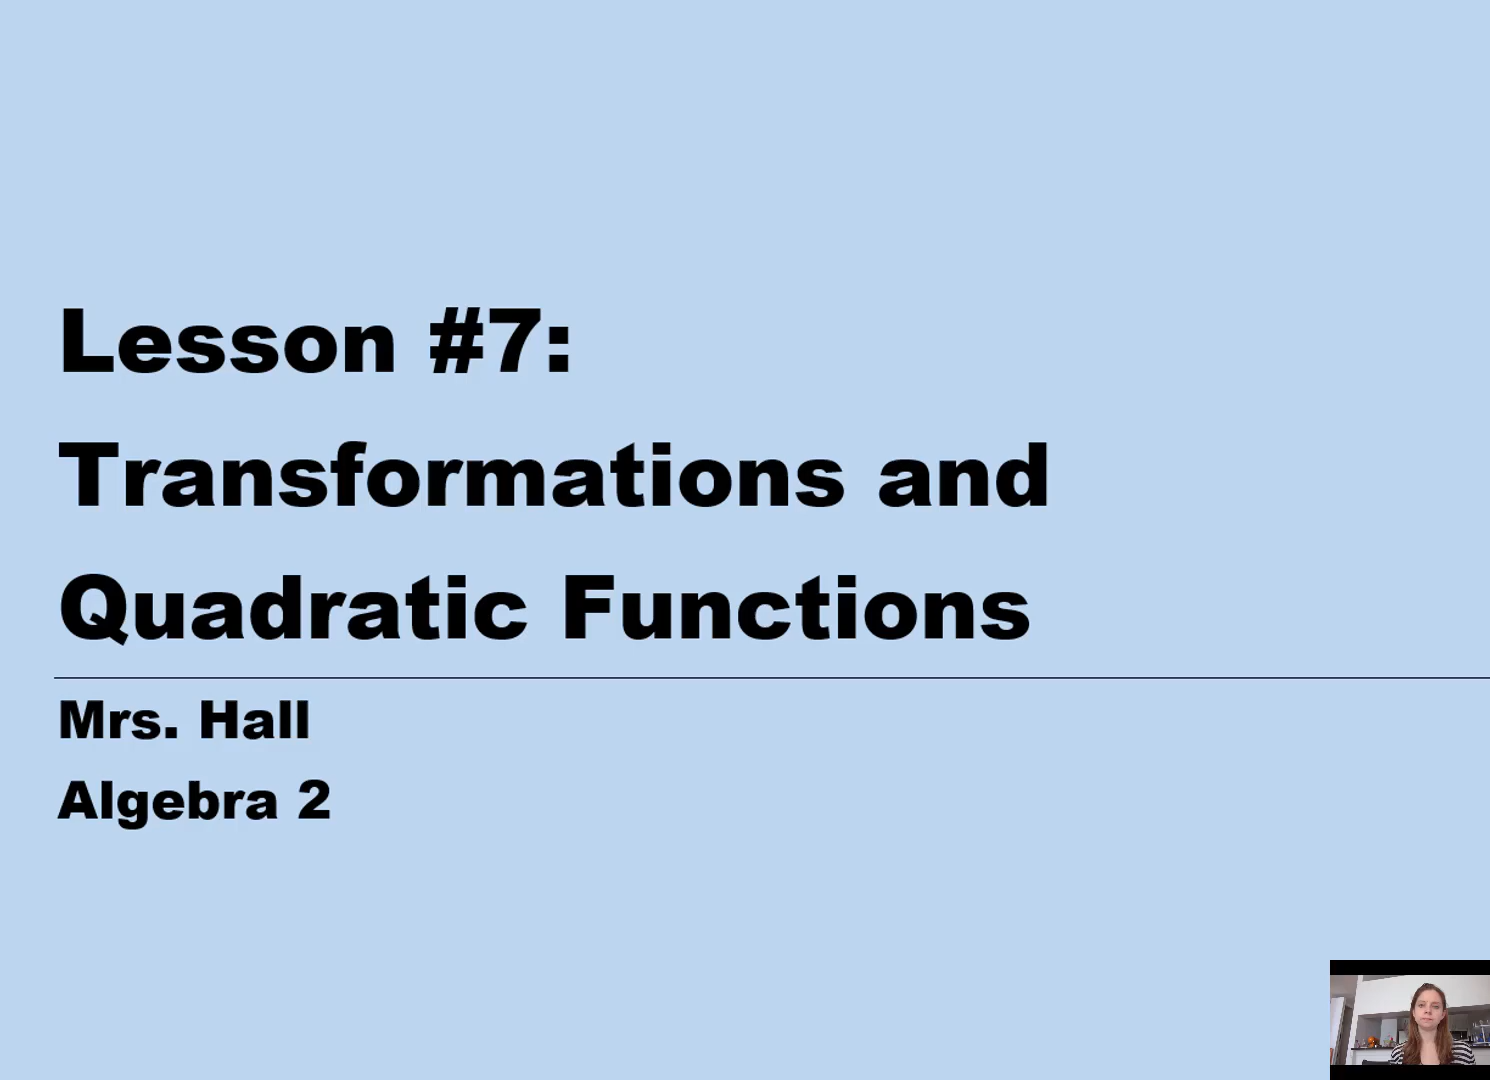 Lesson #7:
Transformations and
Quadratic Functions
Mrs. Hall
Algebra 2